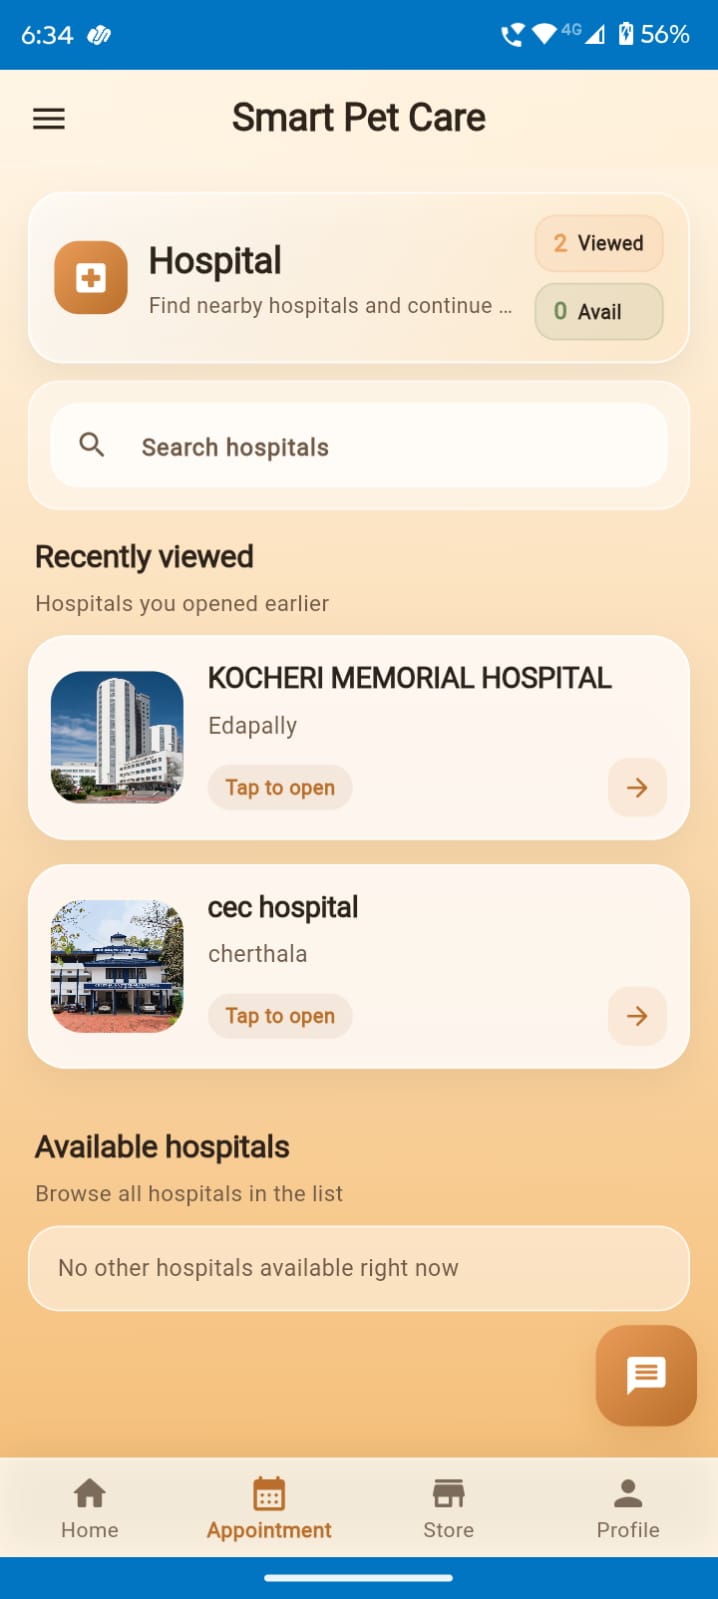 6:34
4G
56%
Smart Pet Care
Hospital
Find nearby hospitals and continue ...
2 Viewed
0 Avail
Search hospitals
Recently viewed
Hospitals you opened earlier
KOCHERI MEMORIAL HOSPITAL
Edapally
Tap to open
cec hospital
cherthala
Tap to open
Available hospitals
Browse all hospitals in the list
No other hospitals available right now
Home
Appointment
Store
Profile